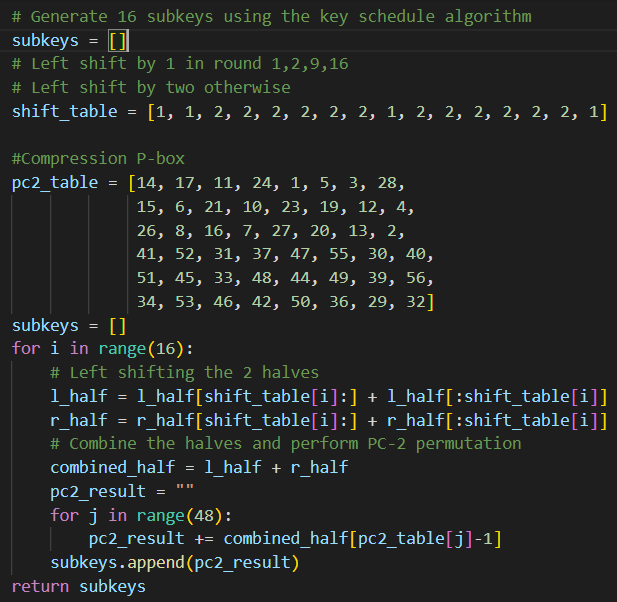 # Generate 16 subkeys using the key schedule algorithm
subkeys = []
# Left shift by 1 in round 1,2,9,16
# Left shift by two otherwise
shift_table = [1, 1, 2, 2, 2, 2, 2, 2, 1, 2, 2, 2, 2, 2, 2, 1]

#Compression P-box
pc2_table = [14, 17, 11, 24, 1, 5, 3, 28,
             15, 6, 21, 10, 23, 19, 12, 4,
             26, 8, 16, 7, 27, 20, 13, 2,
             41, 52, 31, 37, 47, 55, 30, 40,
             51, 45, 33, 48, 44, 49, 39, 56,
             34, 53, 46, 42, 50, 36, 29, 32]
subkeys = []
for i in range(16):
    # Left shifting the 2 halves
    l_half = l_half[shift_table[i]:] + l_half[:shift_table[i]]
    r_half = r_half[shift_table[i]:] + r_half[:shift_table[i]]
    # Combine the halves and perform PC-2 permutation
    combined_half = l_half + r_half
    pc2_result = ""
    for j in range(48):
        pc2_result += combined_half[pc2_table[j]-1]
    subkeys.append(pc2_result)
return subkeys